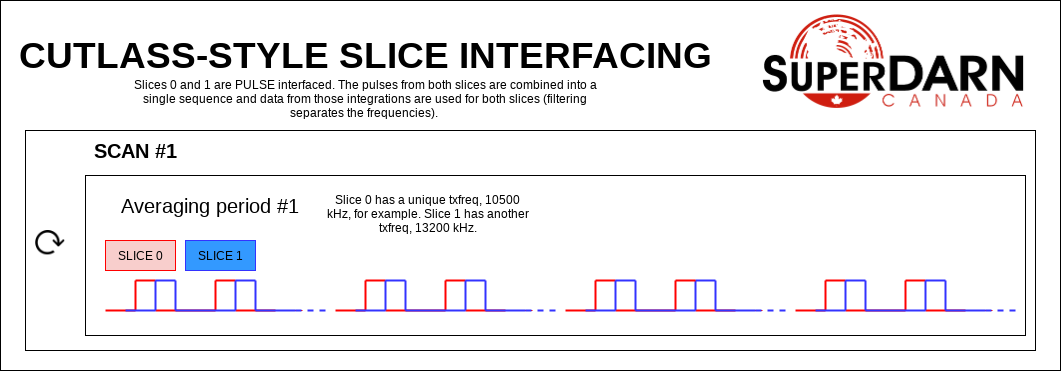 CUTLASS-STYLE SLICE INTERFACING
Slices 0 and 1 are PULSE interfaced. The pulses from both slices are combined into a
single sequence and data from those integrations are used for both slices (filtering
separates the frequencies).
SUPERDARN
CANADA
SCAN #1
Averaging period #1
Slice 0 has a unique txfreq, 10500
kHz, for example. Slice 1 has another
txfreq, 13200 kHz.
SLICE 0
SLICE 1